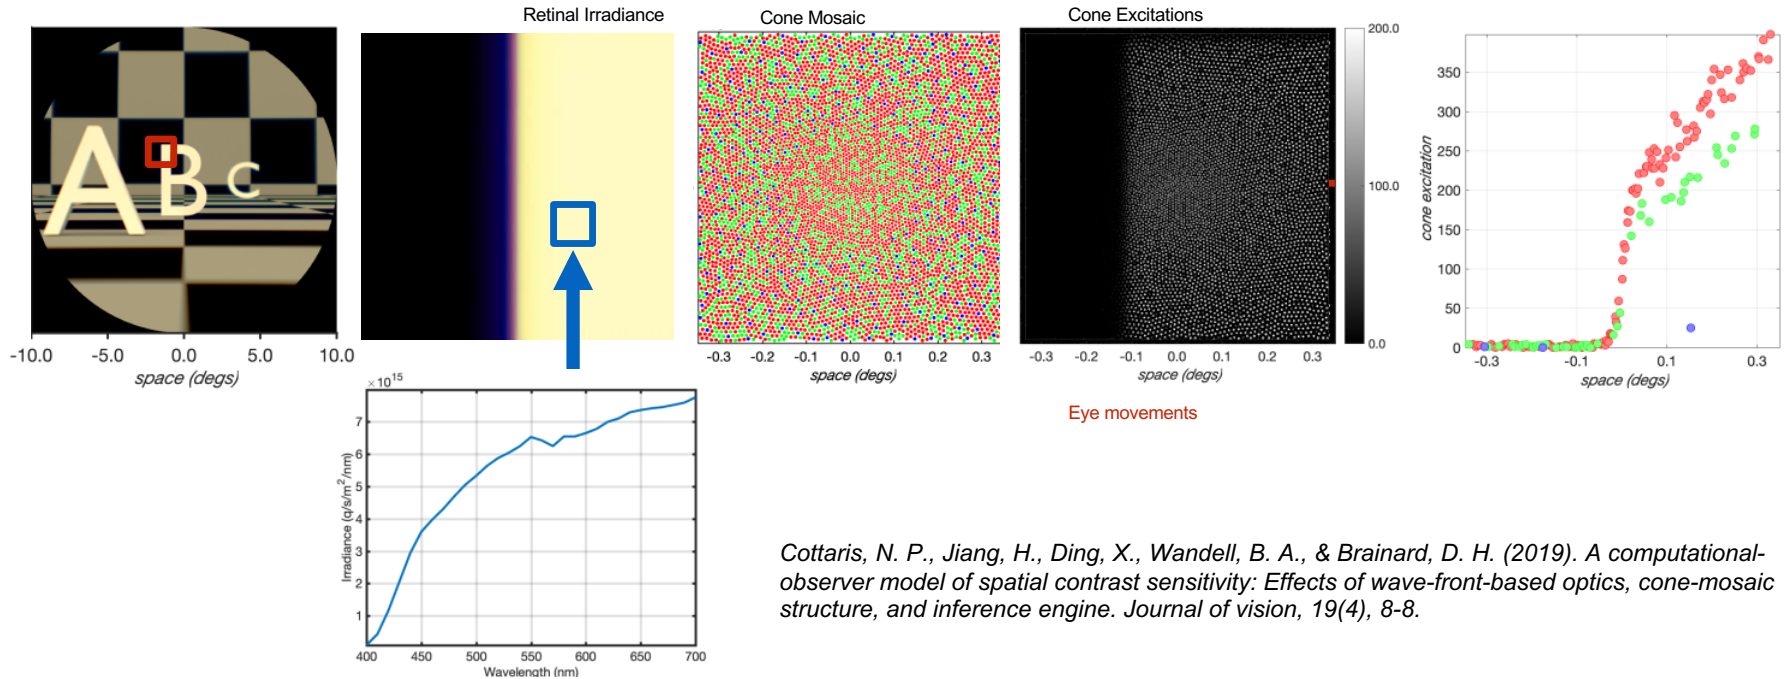 Retinal Irradiance
Cone Mosaic
Cone Excitations
A B C
-10.0 -5.0 0.0 5.0 10.0
space (degs)
-0.3 -0.2 -0.1 0.0 0.1 0.2 0.3
space (degs)
-0.3 -0.2 -0.1 0.0 0.1 0.2 0.3
space (degs)
200.0
100.0
0.0
cone excitation
350
300
250
200
150
100
50
0
-0.3 -0.1 0.1 0.3
space (degs)
Eye movements
×10^15
Irradiance (q/s/m^2/nm)
7
6
5
4
3
2
1
400 450 500 550 600 650 700
Wavelength (nm)
Cottaris, N. P., Jiang, H., Ding, X., Wandell, B. A., & Brainard, D. H. (2019). A computational-
observer model of spatial contrast sensitivity: Effects of wave-front-based optics, cone-mosaic
structure, and inference engine. Journal of vision, 19(4), 8-8.